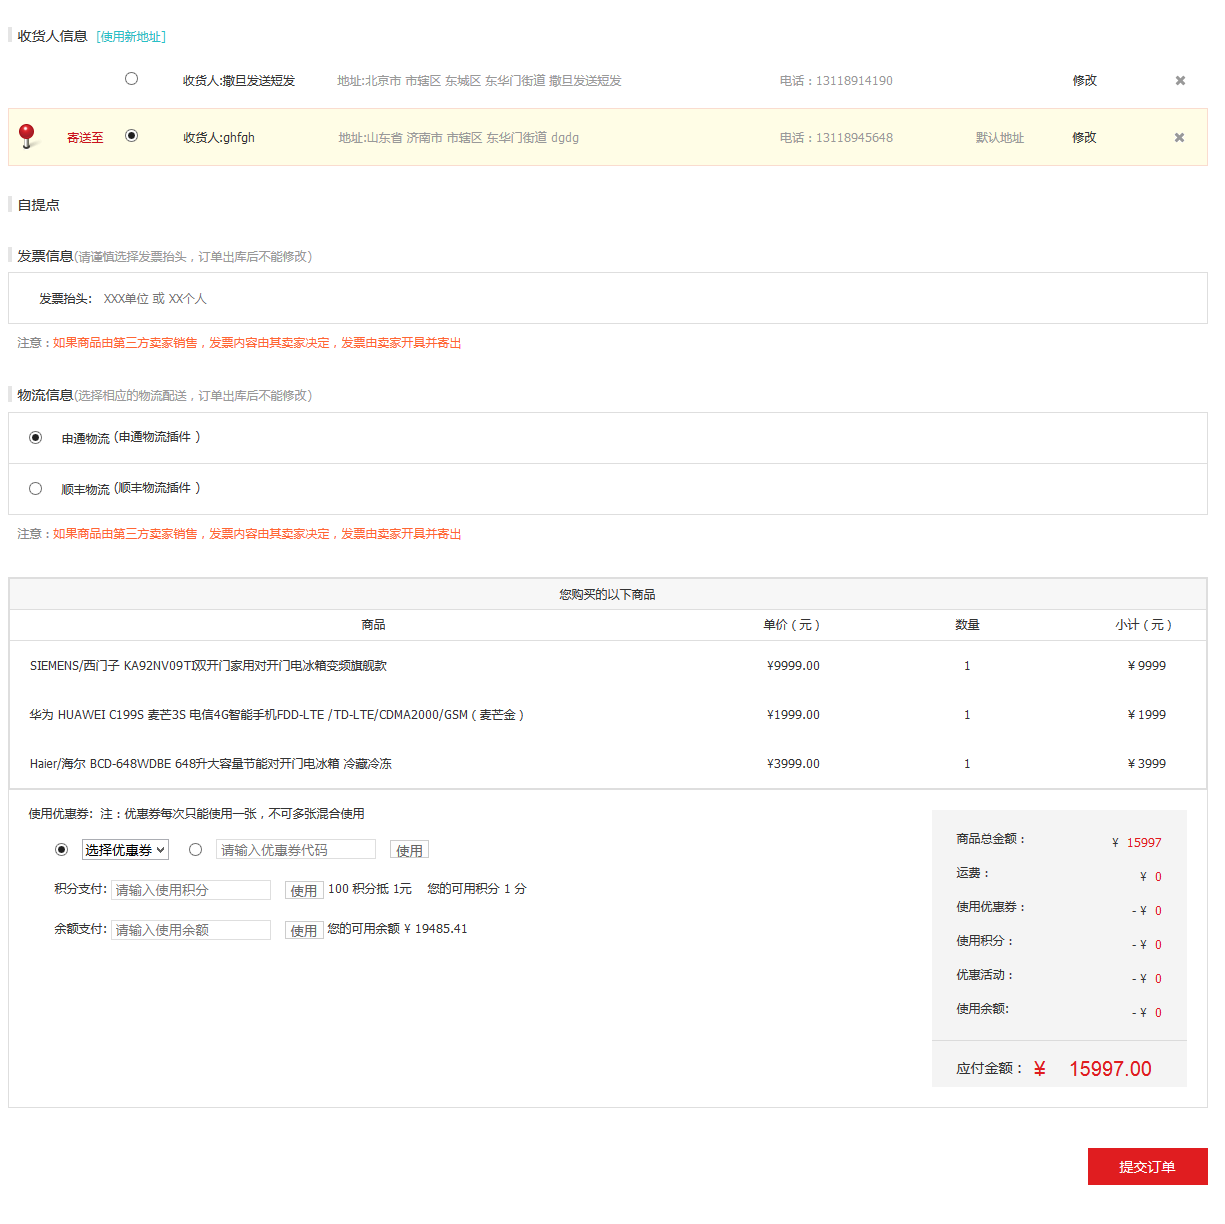 收货人信息 [使用新地址]
收货人:撒旦发送短发 地址:北京市 市辖区 东城区 东华门街道 撒旦发送短发 电话：13118914190 修改 ✖
寄送至 收货人:ghfgh 地址:山东省 济南市 市辖区 东华门街道 dgdg 电话：13118945648 默认地址 修改 ✖
自提点
发票信息(请谨慎选择发票抬头，订单出库后不能修改)
发票抬头: XXX单位 或 XX个人
注意：如果商品由第三方卖家销售，发票内容由其卖家决定，发票由卖家开具并寄出
物流信息(选择相应的物流配送，订单出库后不能修改)
申通物流 (申通物流插件 )
顺丰物流 (顺丰物流插件 )
注意：如果商品由第三方卖家销售，发票内容由其卖家决定，发票由卖家开具并寄出
您购买的以下商品
商品 单价（元） 数量 小计（元）
SIEMENS/西门子 KA92NV09TI双开门家用对开门电冰箱变频旗舰款 ¥9999.00 1 ¥ 9999
华为 HUAWEI C199S 麦芒3S 电信4G智能手机FDD-LTE /TD-LTE/CDMA2000/GSM（麦芒金） ¥1999.00 1 ¥ 1999
Haier/海尔 BCD-648WDBE 648升大容量节能对开门电冰箱 冷藏冷冻 ¥3999.00 1 ¥ 3999
使用优惠券: 注：优惠券每次只能使用一张，不可多张混合使用
选择优惠券 请输入优惠券代码 使用
积分支付: 请输入使用积分 使用 100 积分抵 1元 您的可用积分 1 分
余额支付: 请输入使用余额 使用 您的可用余额 ¥ 19485.41
商品总金额： ¥ 15997
运费： ¥ 0
使用优惠券： - ¥ 0
使用积分： - ¥ 0
优惠活动： - ¥ 0
使用余额: - ¥ 0
应付金额： ¥ 15997.00
提交订单